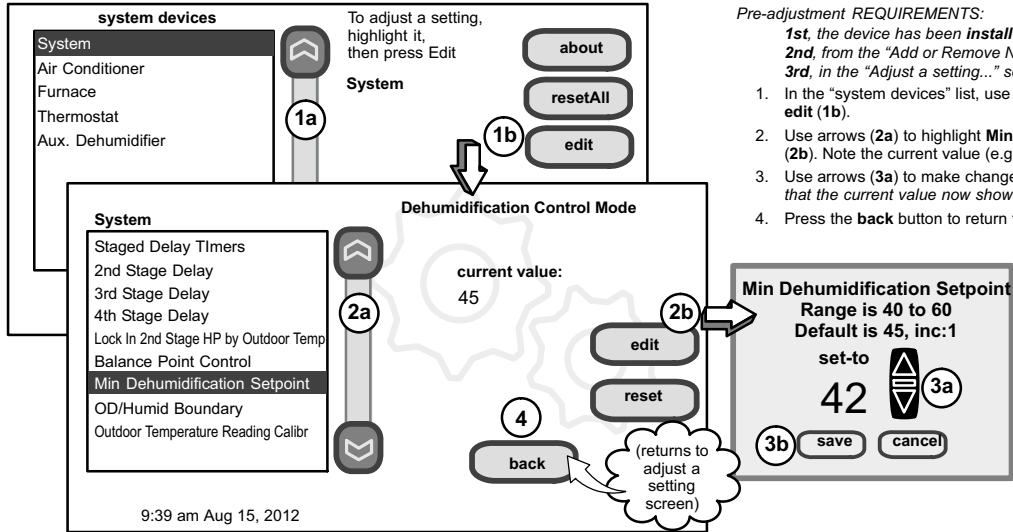 system devices
System
Air Conditioner
Furnace
Thermostat
Aux. Dehumidifier
1a
To adjust a setting,
highlight it,
then press Edit
System
about
resetAll
1b
edit
Pre-adjustment REQUIREMENTS:
1st, the device has been install
2nd, from the “Add or Remove N
3rd, in the “Adjust a setting...” s
1. In the “system devices” list, use
edit (1b).
2. Use arrows (2a) to highlight Min
(2b). Note the current value (e.g
3. Use arrows (3a) to make change
that the current value now show
4. Press the back button to return t
System
Staged Delay TImers
2nd Stage Delay
3rd Stage Delay
4th Stage Delay
Lock In 2nd Stage HP by Outdoor Temp
Balance Point Control
Min Dehumidification Setpoint
OD/Humid Boundary
Outdoor Temperature Reading Calibr
2a
9:39 am Aug 15, 2012
Dehumidification Control Mode
current value:
45
2b
edit
reset
4
back
(returns to
adjust a
setting
screen)
Min Dehumidification Setpoint
Range is 40 to 60
Default is 45, inc:1
set-to
42
3a
3b
save
cancel